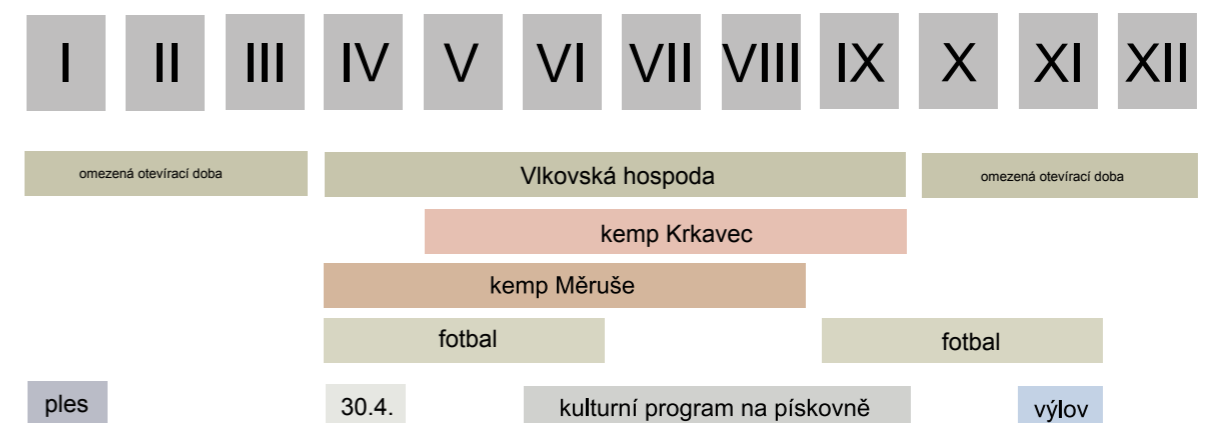 I II III IV V VI VII VIII IX X XI XII
omezená otevírací doba Vlkovská hospoda omezená otevírací doba
kemp Krkavec
kemp Měruše
fotbal fotbal
ples 30.4. kulturní program na pískovně výlov